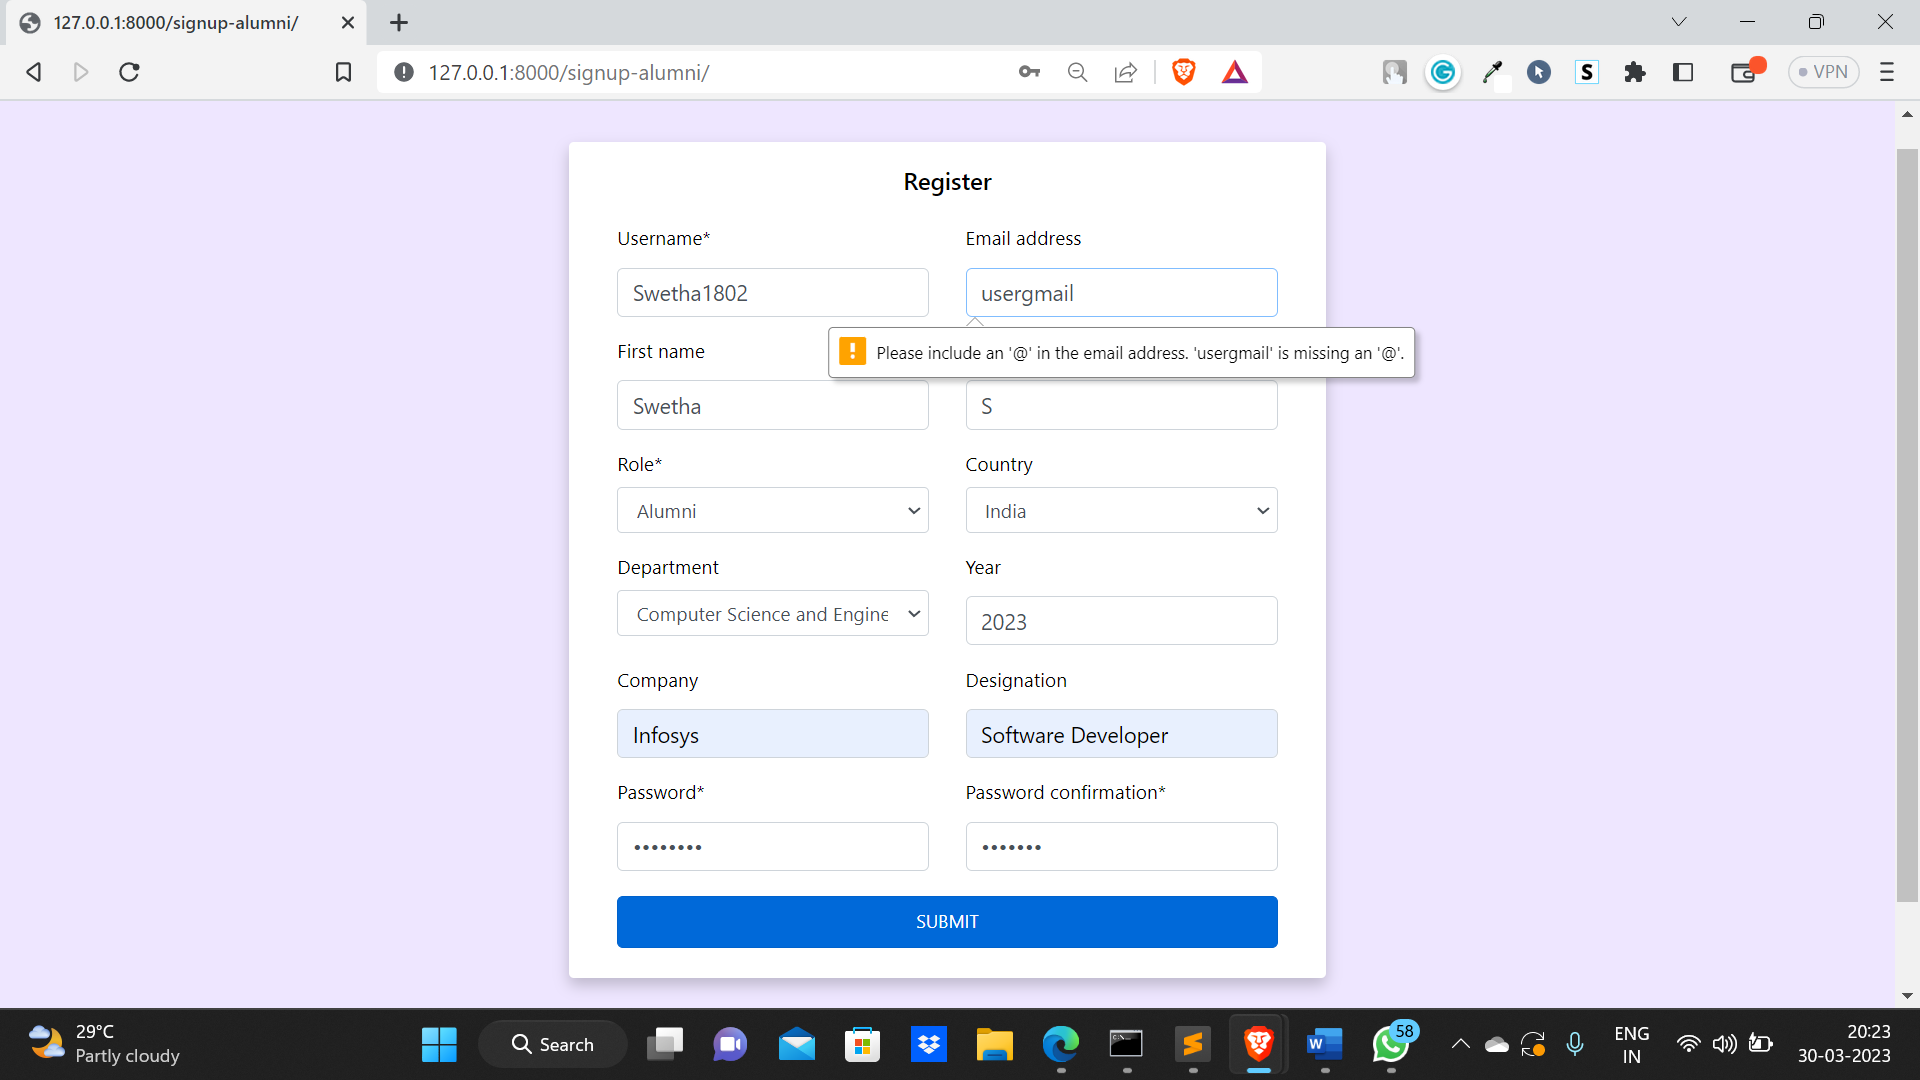 127.0.0.1:8000/signup-alumni/
127.0.0.1:8000/signup-alumni/
S
VPN
Register
Username*
Email address
Swetha1802
usergmail
Please include an '@' in the email address. 'usergmail' is missing an '@'.
First name
Swetha
S
Role*
Country
Alumni
India
Department
Year
Computer Science and Engine
2023
Company
Designation
Infosys
Software Developer
Password*
Password confirmation*
SUBMIT
29°C
Partly cloudy
Search
58
ENG
IN
20:23
30-03-2023